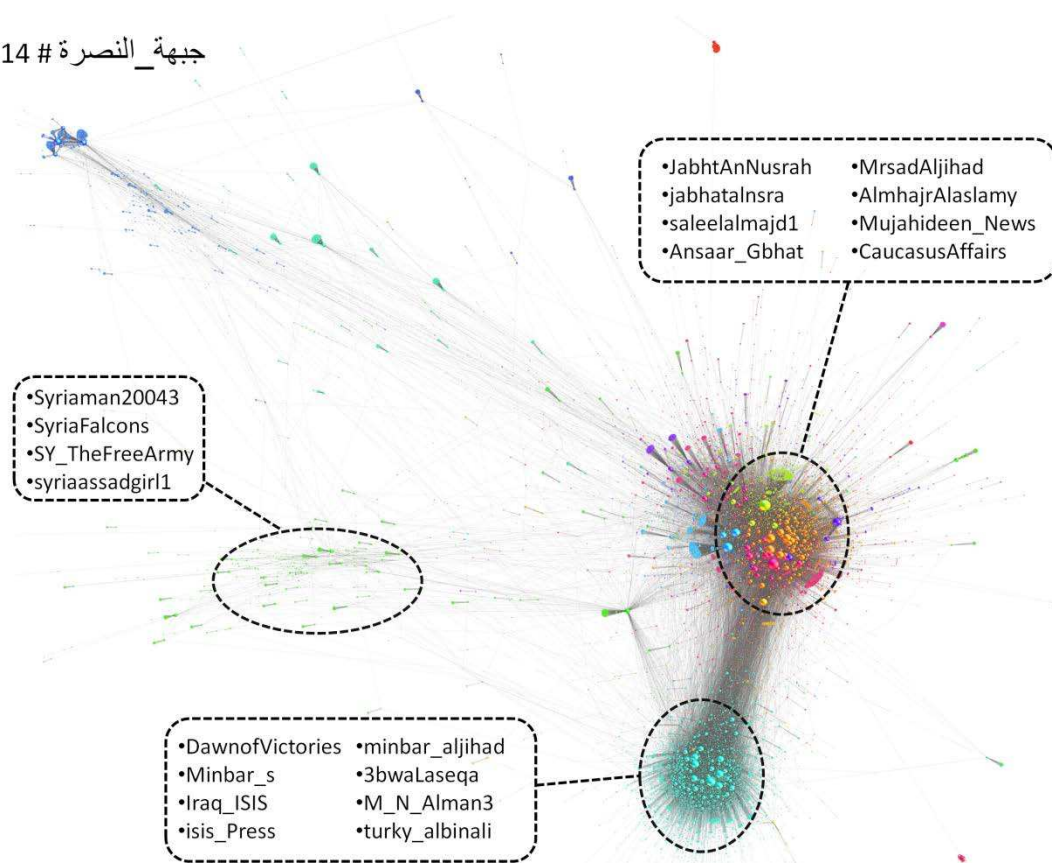 جبهة_النصرة # 14
•JabhtAnNusrah •MrsadAljihad
•jabhatalnsra •AlmhajrAlaslamy
•saleelalmajd1 •Mujahideen_News
•Ansaar_Gbhat •CaucasusAffairs
•Syriaman20043
•SyriaFalcons
•SY_TheFreeArmy
•syriaassadgirl1
•DawnofVictories •minbar_aljihad
•Minbar_s •3bwaLaseqa
•Iraq_ISIS •M_N_Alman3
•isis_Press •turky_albinali